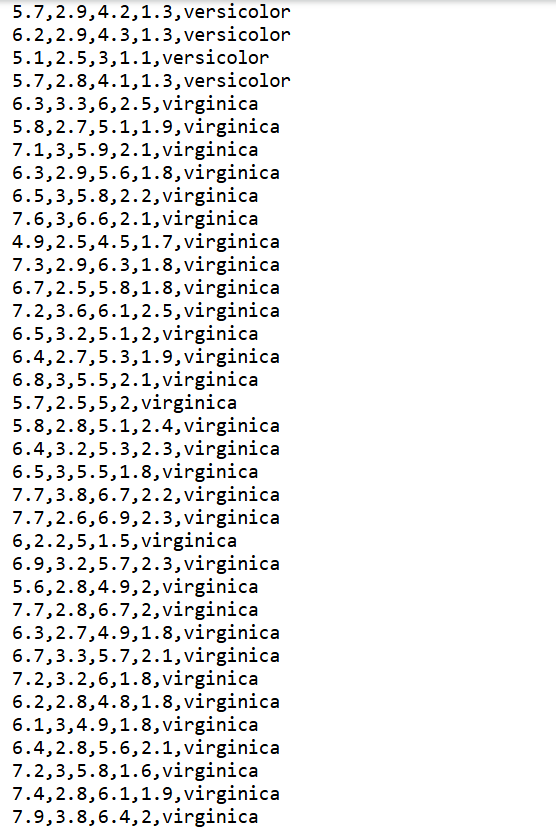 5.7,2.9,4.2,1.3,versicolor
6.2,2.9,4.3,1.3,versicolor
5.1,2.5,3,1.1,versicolor
5.7,2.8,4.1,1.3,versicolor
6.3,3.3,6,2.5,virginica
5.8,2.7,5.1,1.9,virginica
7.1,3,5.9,2.1,virginica
6.3,2.9,5.6,1.8,virginica
6.5,3,5.8,2.2,virginica
7.6,3,6.6,2.1,virginica
4.9,2.5,4.5,1.7,virginica
7.3,2.9,6.3,1.8,virginica
6.7,2.5,5.8,1.8,virginica
7.2,3.6,6.1,2.5,virginica
6.5,3.2,5.1,2,virginica
6.4,2.7,5.3,1.9,virginica
6.8,3,5.5,2.1,virginica
5.7,2.5,5,2,virginica
5.8,2.8,5.1,2.4,virginica
6.4,3.2,5.3,2.3,virginica
6.5,3,5.5,1.8,virginica
7.7,3.8,6.7,2.2,virginica
7.7,2.6,6.9,2.3,virginica
6,2.2,5,1.5,virginica
6.9,3.2,5.7,2.3,virginica
5.6,2.8,4.9,2,virginica
7.7,2.8,6.7,2,virginica
6.3,2.7,4.9,1.8,virginica
6.7,3.3,5.7,2.1,virginica
7.2,3.2,6,1.8,virginica
6.2,2.8,4.8,1.8,virginica
6.1,3,4.9,1.8,virginica
6.4,2.8,5.6,2.1,virginica
7.2,3,5.8,1.6,virginica
7.4,2.8,6.1,1.9,virginica
7.9,3.8,6.4,2,virginica